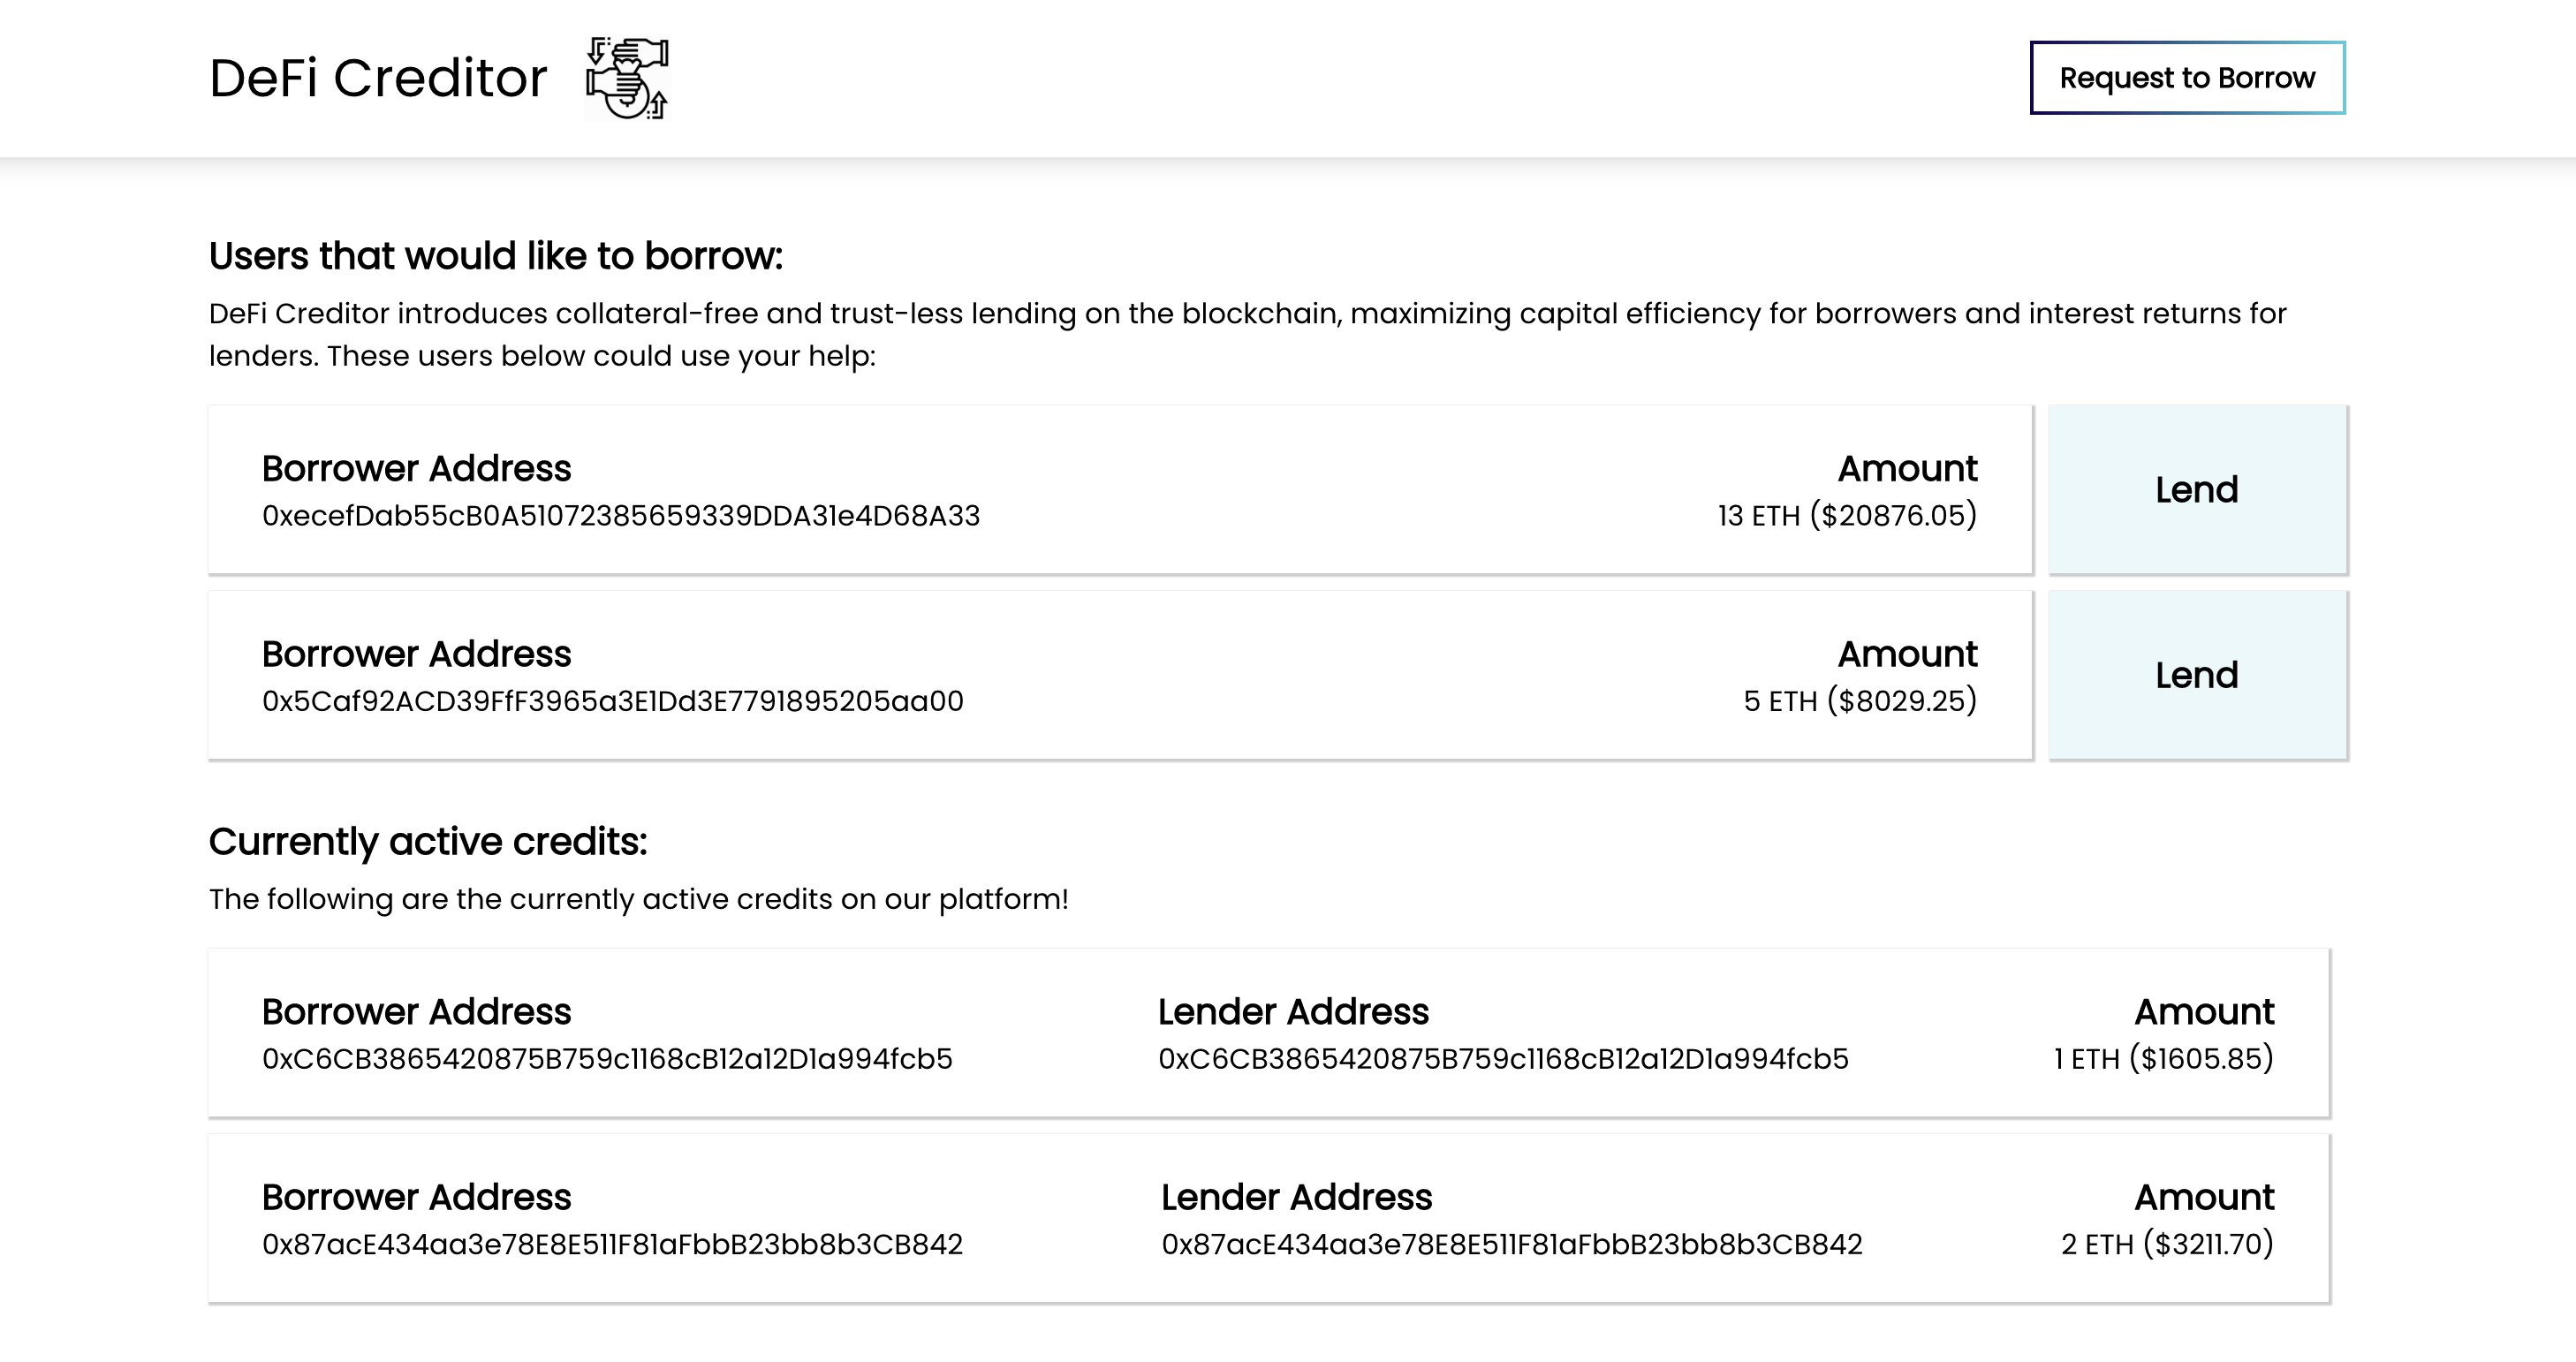 DeFi Creditor
Request to Borrow
Users that would like to borrow:
DeFi Creditor introduces collateral-free and trust-less lending on the blockchain, maximizing capital efficiency for borrowers and interest returns for
lenders. These users below could use your help:
Borrower Address
Amount
0xecefDab55cB0A51072385659339DDA31e4D68A33
13 ETH ($20876.05)
Lend
Borrower Address
Amount
0x5Caf92ACD39FfF3965a3E1Dd3E7791895205aa00
5 ETH ($8029.25)
Lend
Currently active credits:
The following are the currently active credits on our platform!
Borrower Address
Lender Address
Amount
0xC6CB3865420875B759c1168cB12a12D1a994fcb5
0xC6CB3865420875B759c1168cB12a12D1a994fcb5
1 ETH ($1605.85)
Borrower Address
Lender Address
Amount
0x87acE434aa3e78E8E511F81aFbbB23bb8b3CB842
0x87acE434aa3e78E8E511F81aFbbB23bb8b3CB842
2 ETH ($3211.70)